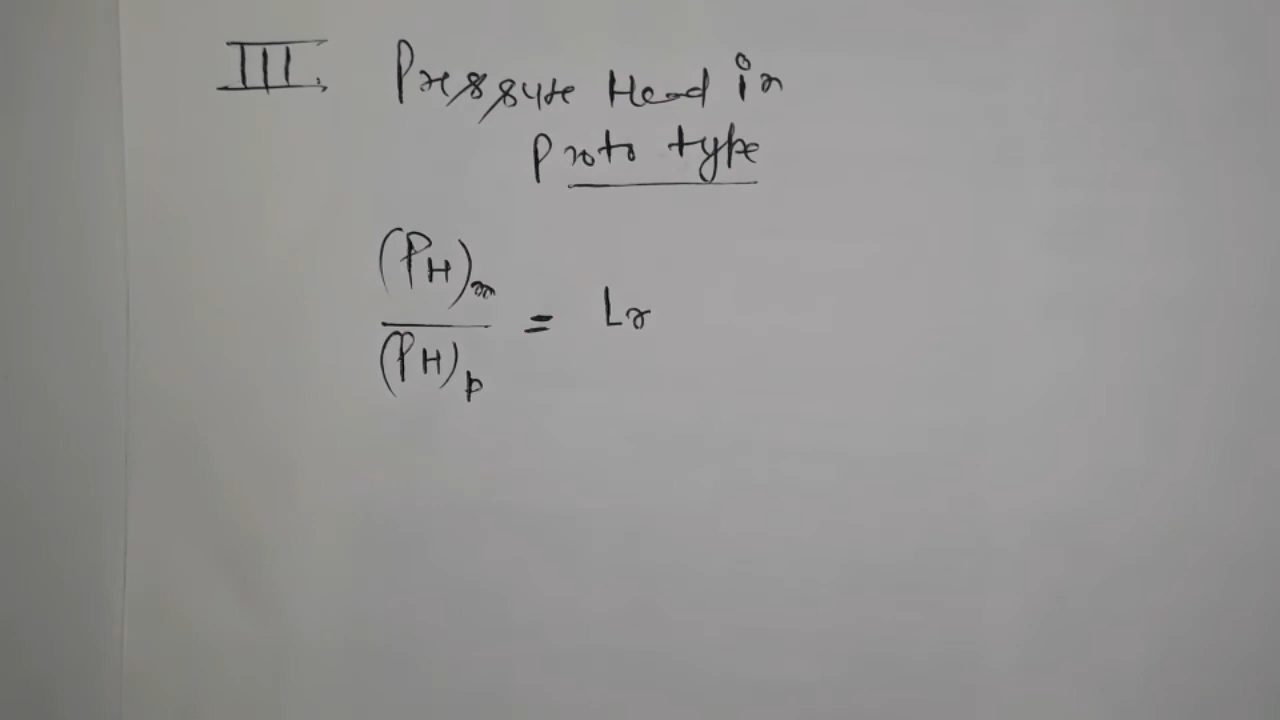 III. Pressure Head in
Proto type
(PH)m
= Lr
(PH)p